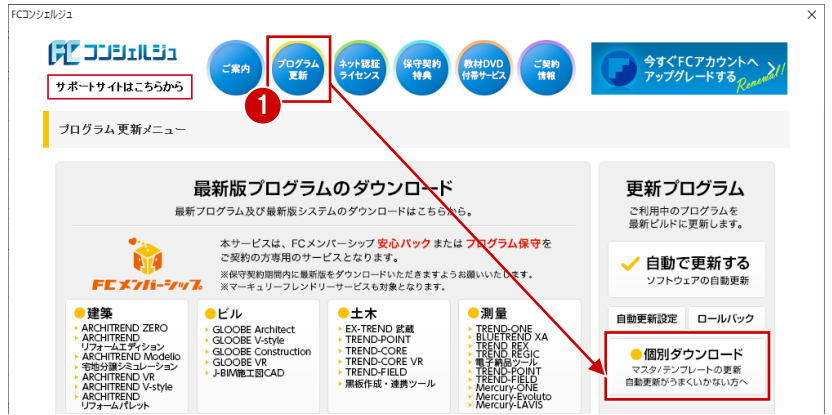 FCコンシェルジュ
FCコンシェルジュ
サポートサイトはこちらから
ご案内
プログラム
更新
ネット認証
ライセンス
保守契約
特典
教材DVD
付帯サービス
ご契約
情報
今すぐFCアカウントへ
アップグレードする
Renewal!!
1
プログラム更新メニュー
最新版プログラムのダウンロード
最新プログラム及び最新版システムのダウンロードはこちらから。
FCメンバーシップ
本サービスは、FCメンバーシップ 安心パック または プログラム保守を
ご契約の方専用のサービスとなります。
※保守契約期間内に最新版をダウンロードいただきますようお願いいたします。
※マーキュリーフレンドリーサービスも対象となります。
建築
ARCHITREND ZERO
ARCHITREND
リフォームエディション
ARCHITREND Modelio
宅地分譲シミュレーション
ARCHITREND VR
ARCHITREND V-style
ARCHITREND
リフォームパレット
ビル
GLOOBE Architect
GLOOBE V-style
GLOOBE Construction
GLOOBE VR
J-BIM施工図CAD
土木
EX-TREND 武蔵
TREND-POINT
TREND-CORE
TREND-CORE VR
TREND-FIELD
黒板作成・連携ツール
測量
TREND-ONE
BLUETREND XA
TREND REX
TREND REGIC
電子納品ツール
TREND-POINT
TREND-FIELD
Mercury-ONE
Mercury-Evoluto
Mercury-LAVIS
更新プログラム
ご利用中のプログラムを
最新ビルドに更新します。
自動で更新する
ソフトウェアの自動更新
自動更新設定
ロールバック
個別ダウンロード
マスタ/テンプレートの更新
自動更新がうまくいかない方へ